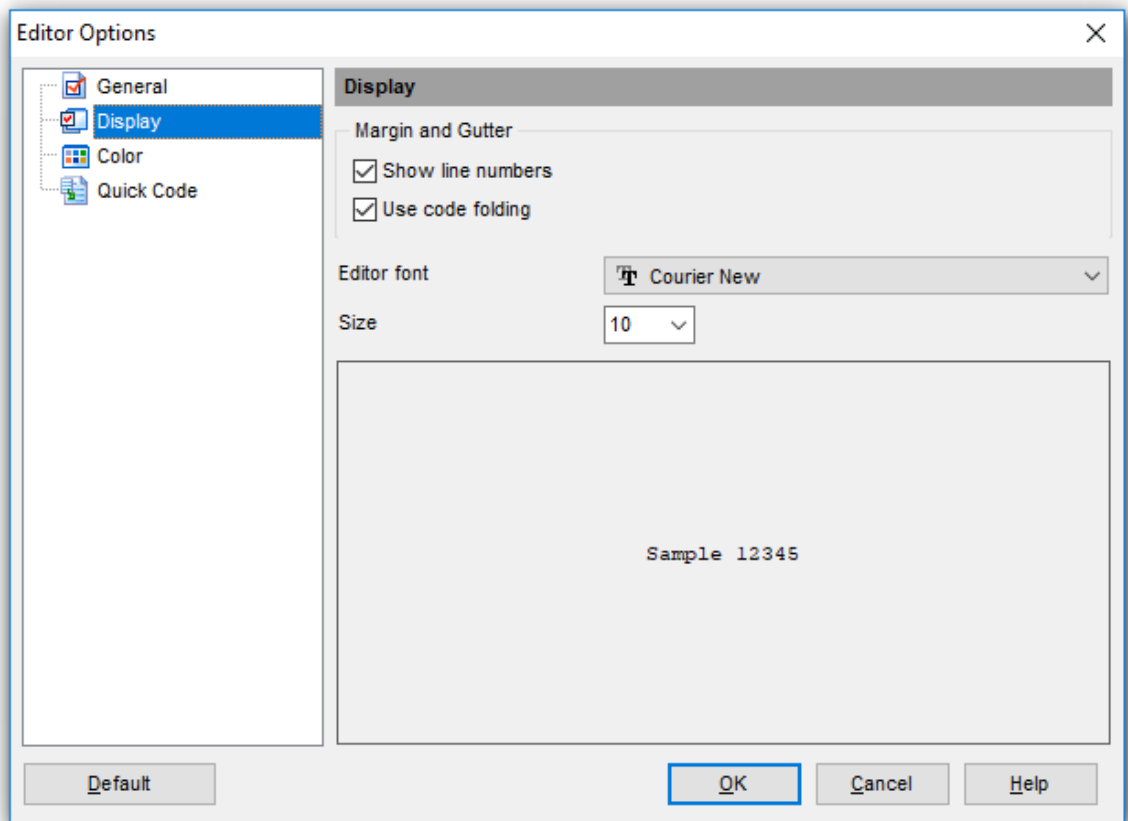 Editor Options
General
Display
Color
Quick Code
Display
Margin and Gutter
Show line numbers
Use code folding
Editor font
Courier New
Size
10
Sample 12345
Default
OK
Cancel
Help